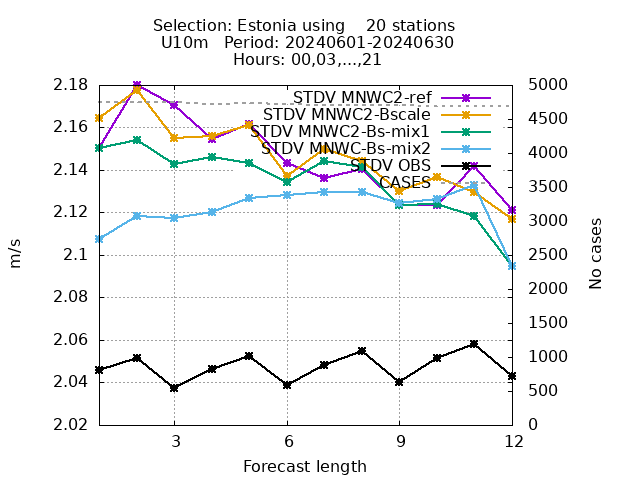 Selection: Estonia using    20 stations
U10m   Period: 20240601-20240630
Hours: 00,03,...,21
2.18
2.16
2.14
2.12
2.1
2.08
2.06
2.04
2.02
m/s
STDV MNWC2-ref
STDV MNWC2-Bscale
STDV MNWC2-Bs-mix1
STDV MNWC-Bs-mix2
STDV OBS
CASES
5000
4500
4000
3500
3000
2500
2000
1500
1000
500
0
No cases
3 6 9 12
Forecast length